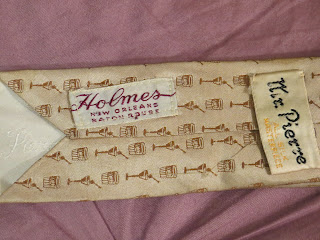 Holmes
NEW ORLEANS
BATON ROUGE
Mr. Pierre